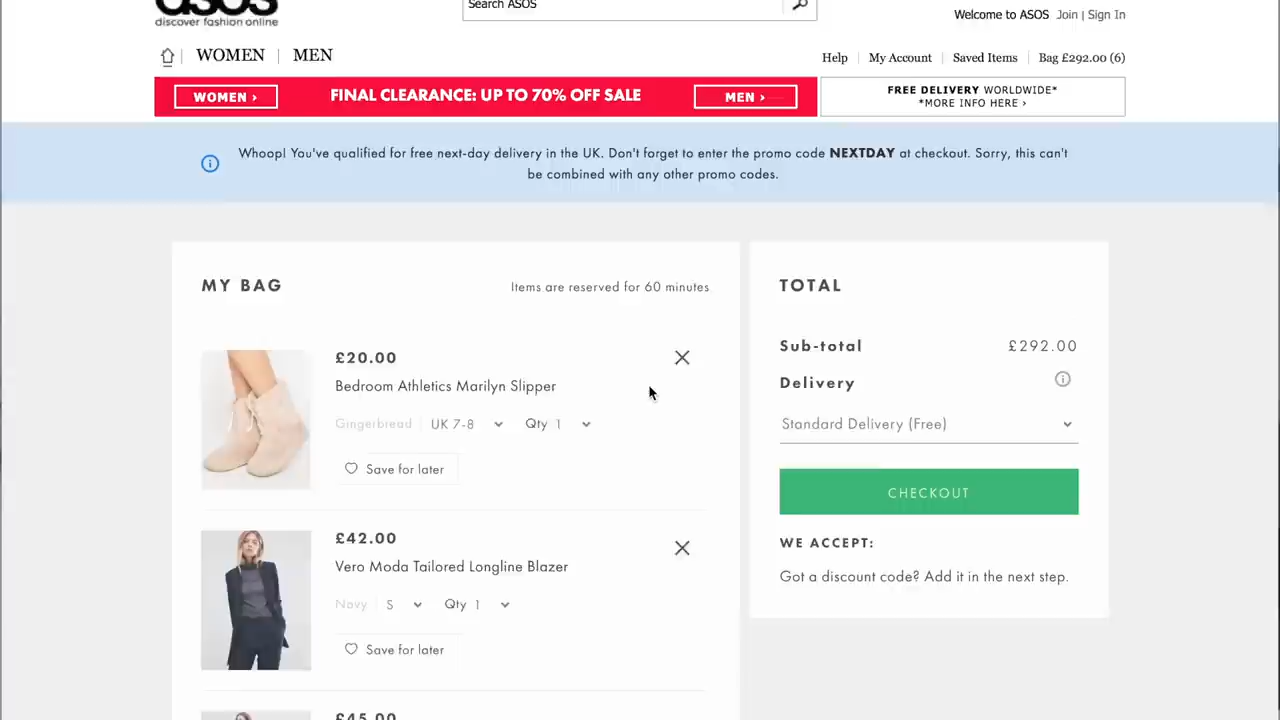 asos
discover fashion online
Search ASOS
Welcome to ASOS Join | Sign In
WOMEN | MEN
Help | My Account | Saved Items | Bag £292.00 (6)
WOMEN ›
FINAL CLEARANCE: UP TO 70% OFF SALE
MEN ›
FREE DELIVERY WORLDWIDE*
*MORE INFO HERE ›
Whoop! You've qualified for free next-day delivery in the UK. Don't forget to enter the promo code NEXTDAY at checkout. Sorry, this can't
be combined with any other promo codes.
MY BAG
Items are reserved for 60 minutes
£20.00
Bedroom Athletics Marilyn Slipper
Gingerbread | UK 7-8 Qty 1
Save for later
£42.00
Vero Moda Tailored Longline Blazer
Navy | S Qty 1
Save for later
£45.00
TOTAL
Sub-total £292.00
Delivery
Standard Delivery (Free)
CHECKOUT
WE ACCEPT:
Got a discount code? Add it in the next step.